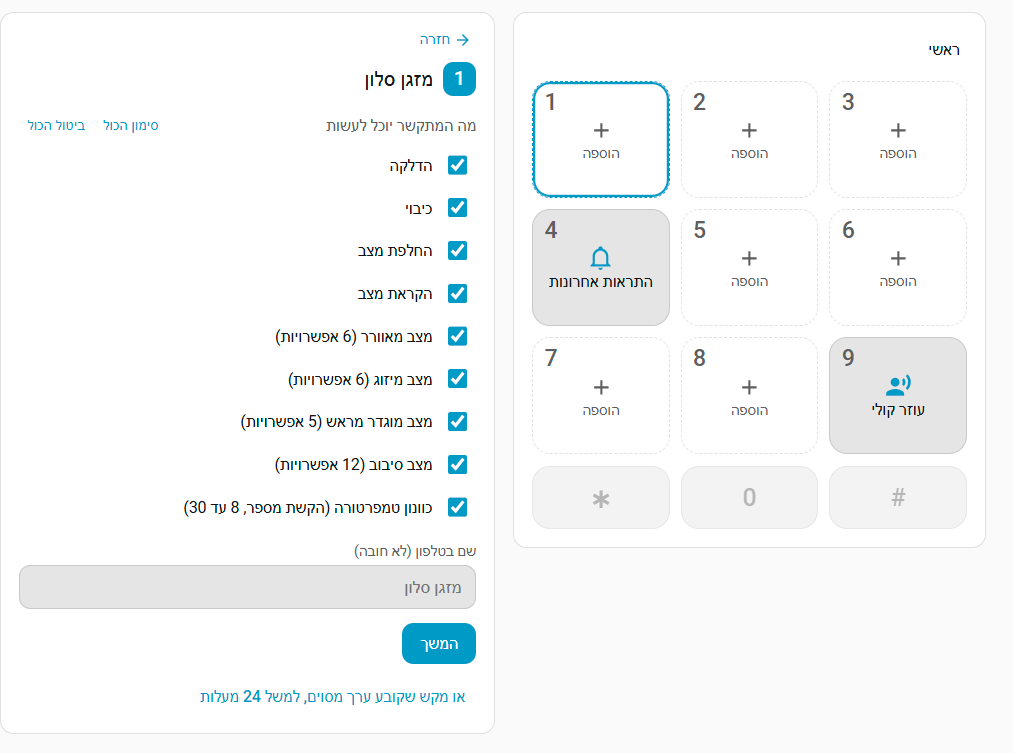 ראשי
1
הוספה
2
הוספה
3
הוספה
4
התראות אחרונות
5
הוספה
6
הוספה
7
הוספה
8
הוספה
9
עוזר קולי
*
0
#
חזרה
1 מזגן סלון
מה המתקשר יוכל לעשות סימון הכול ביטול הכול
הדלקה
כיבוי
החלפת מצב
הקראת מצב
מצב מאוורר (6 אפשרויות)
מצב מיזוג (6 אפשרויות)
מצב מוגדר מראש (5 אפשרויות)
מצב סיבוב (12 אפשרויות)
כוונון טמפרטורה (הקשת מספר, 8 עד 30)
שם בטלפון (לא חובה)
מזגן סלון
המשך
או מקש שקובע ערך מסוים, למשל 24 מעלות